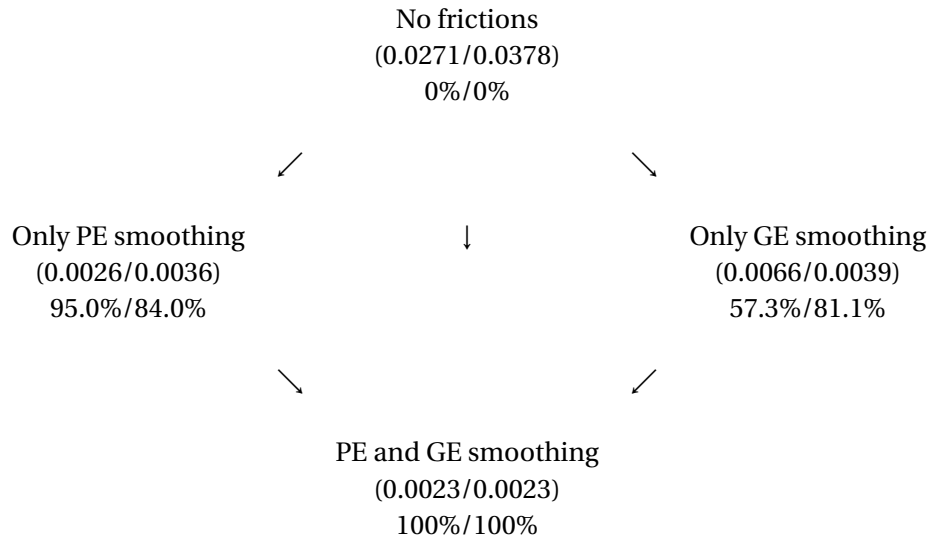 No frictions
(0.0271/0.0378)
0%/0%
Only PE smoothing
(0.0026/0.0036)
95.0%/84.0%
Only GE smoothing
(0.0066/0.0039)
57.3%/81.1%
PE and GE smoothing
(0.0023/0.0023)
100%/100%